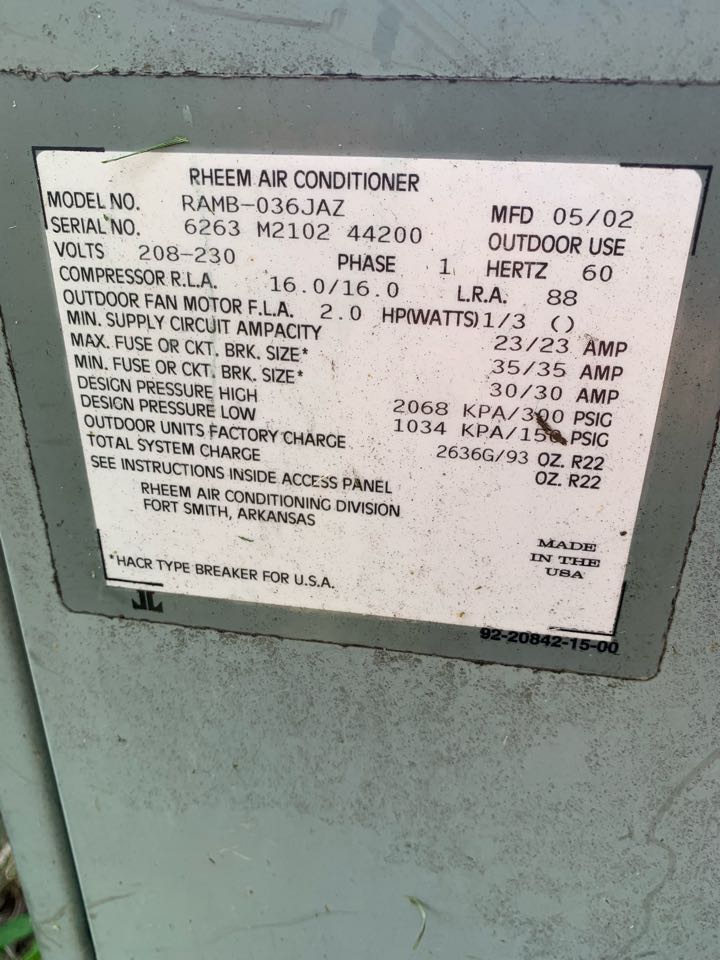 RHEEM AIR CONDITIONER
MODEL NO. RAMB-036JAZ MFD 05/02
SERIAL NO. 6263 M2102 44200 OUTDOOR USE
VOLTS 208-230 PHASE 1 HERTZ 60
COMPRESSOR R.L.A. 16.0/16.0 L.R.A. 88
OUTDOOR FAN MOTOR F.L.A. 2.0 HP(WATTS) 1/3 ()
MIN. SUPPLY CIRCUIT AMPACITY 23/23 AMP
MAX. FUSE OR CKT. BRK. SIZE* 35/35 AMP
MIN. FUSE OR CKT. BRK. SIZE* 30/30 AMP
DESIGN PRESSURE HIGH 2068 KPA/300 PSIG
DESIGN PRESSURE LOW 1034 KPA/150 PSIG
OUTDOOR UNITS FACTORY CHARGE 2636G/93 OZ. R22
TOTAL SYSTEM CHARGE OZ. R22
SEE INSTRUCTIONS INSIDE ACCESS PANEL
RHEEM AIR CONDITIONING DIVISION
FORT SMITH, ARKANSAS
MADE
IN THE
USA
*HACR TYPE BREAKER FOR U.S.A.
92-20842-15-00